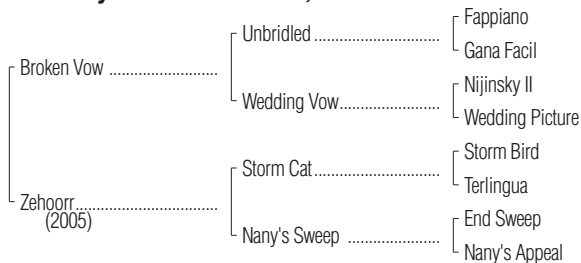 Fappiano
Unbridled ..............................
Gana Facil
Broken Vow ..........................
Nijinsky II
Wedding Vow........................
Wedding Picture
Storm Bird
Storm Cat..............................
Terlingua
Zehoorr..................................
(2005)
End Sweep
Nany's Sweep ......................
Nany's Appeal